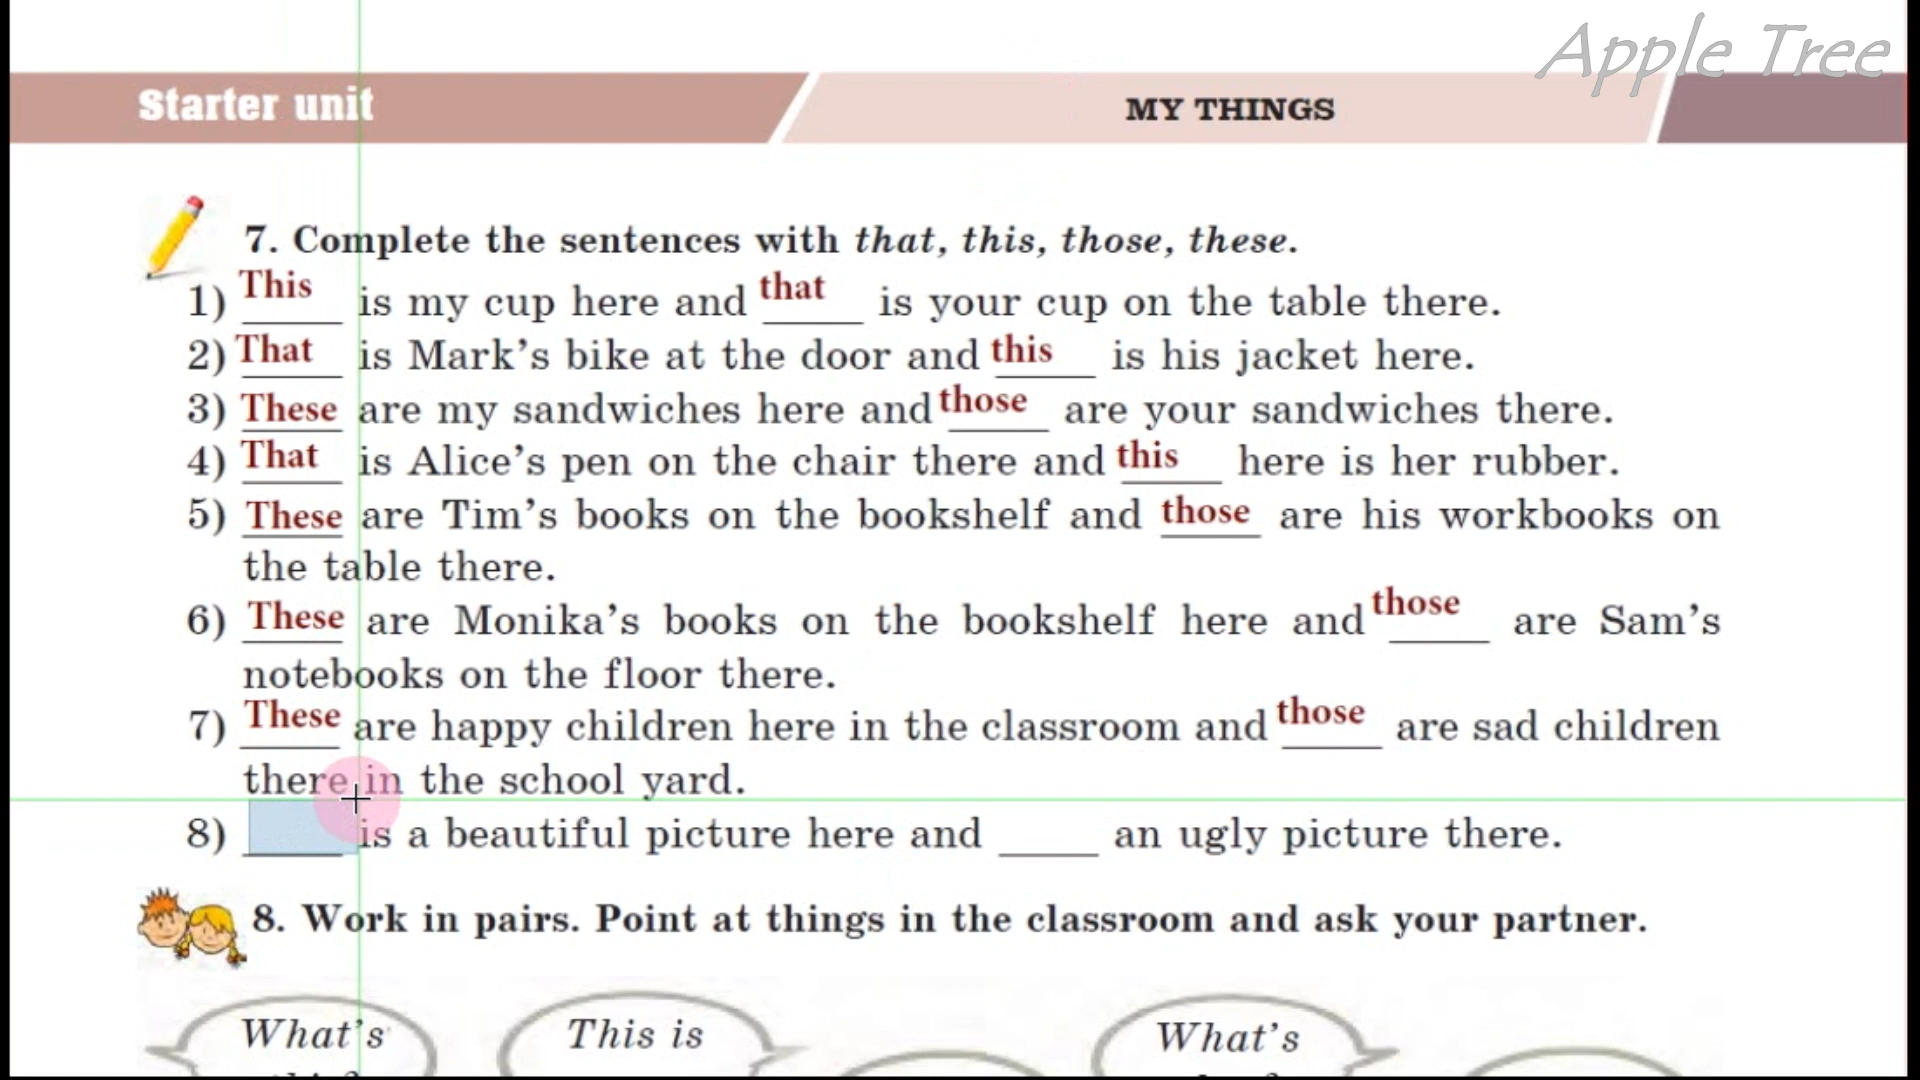 Apple Tree
Starter unit
MY THINGS
7. Complete the sentences with that, this, those, these.
1) This is my cup here and that is your cup on the table there.
2) That is Mark's bike at the door and this is his jacket here.
3) These are my sandwiches here and those are your sandwiches there.
4) That is Alice's pen on the chair there and this here is her rubber.
5) These are Tim's books on the bookshelf and those are his workbooks on
the table there.
6) These are Monika's books on the bookshelf here and those are Sam's
notebooks on the floor there.
7) These are happy children here in the classroom and those are sad children
there in the school yard.
8) ____ is a beautiful picture here and ____ an ugly picture there.
8. Work in pairs. Point at things in the classroom and ask your partner.
What's
This is
What's